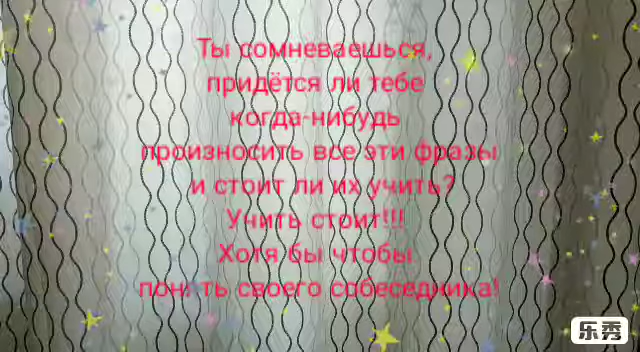 Ты сомневаешься,
придётся ли тебе
когда-нибудь
произносить все эти фразы
и стоит ли их учить?
Учить стоит!!!
Хотя бы чтобы
понять своего собеседника!
乐秀